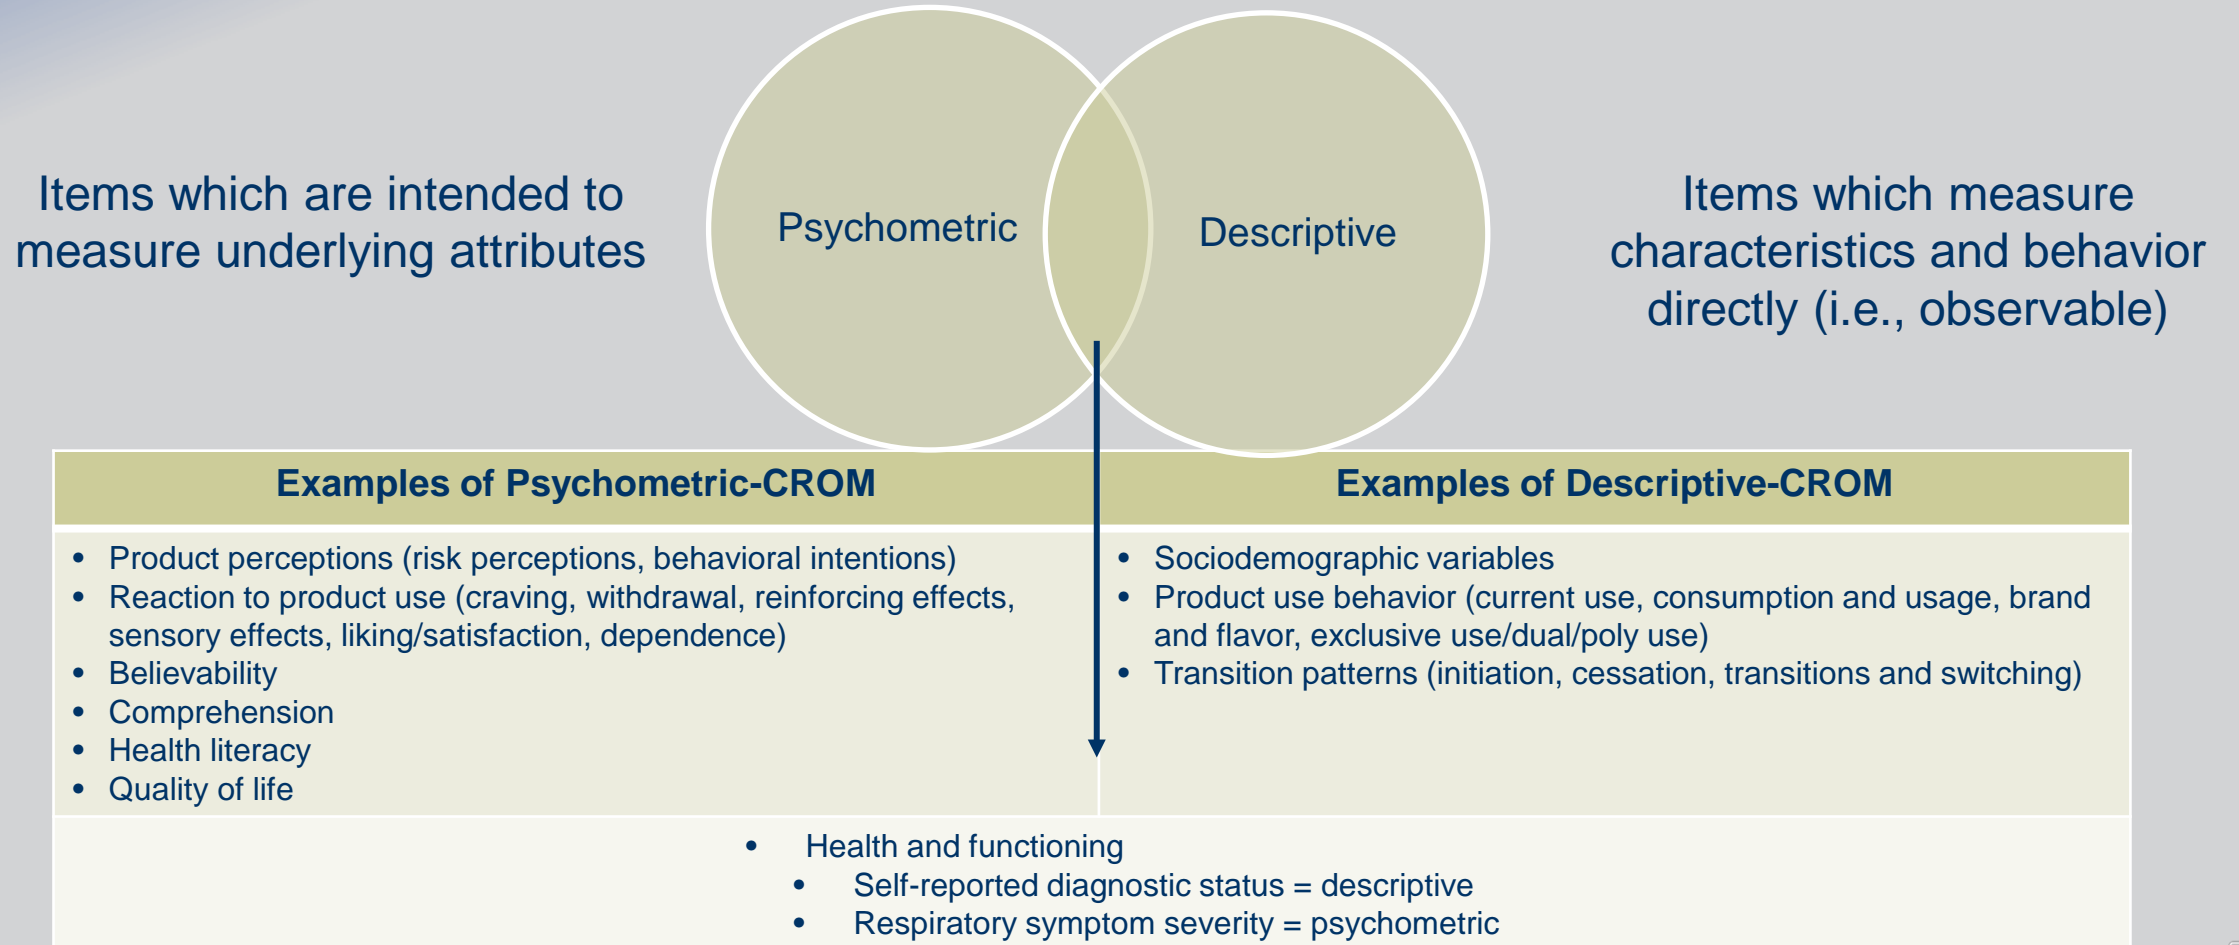 Items which are intended to
measure underlying attributes
Psychometric
Descriptive
Items which measure
characteristics and behavior
directly (i.e., observable)
Examples of Psychometric-CROM
• Product perceptions (risk perceptions, behavioral intentions)
• Reaction to product use (craving, withdrawal, reinforcing effects,
sensory effects, liking/satisfaction, dependence)
• Believability
• Comprehension
• Health literacy
• Quality of life
Examples of Descriptive-CROM
• Sociodemographic variables
• Product use behavior (current use, consumption and usage, brand
and flavor, exclusive use/dual/poly use)
• Transition patterns (initiation, cessation, transitions and switching)
• Health and functioning
• Self-reported diagnostic status = descriptive
• Respiratory symptom severity = psychometric